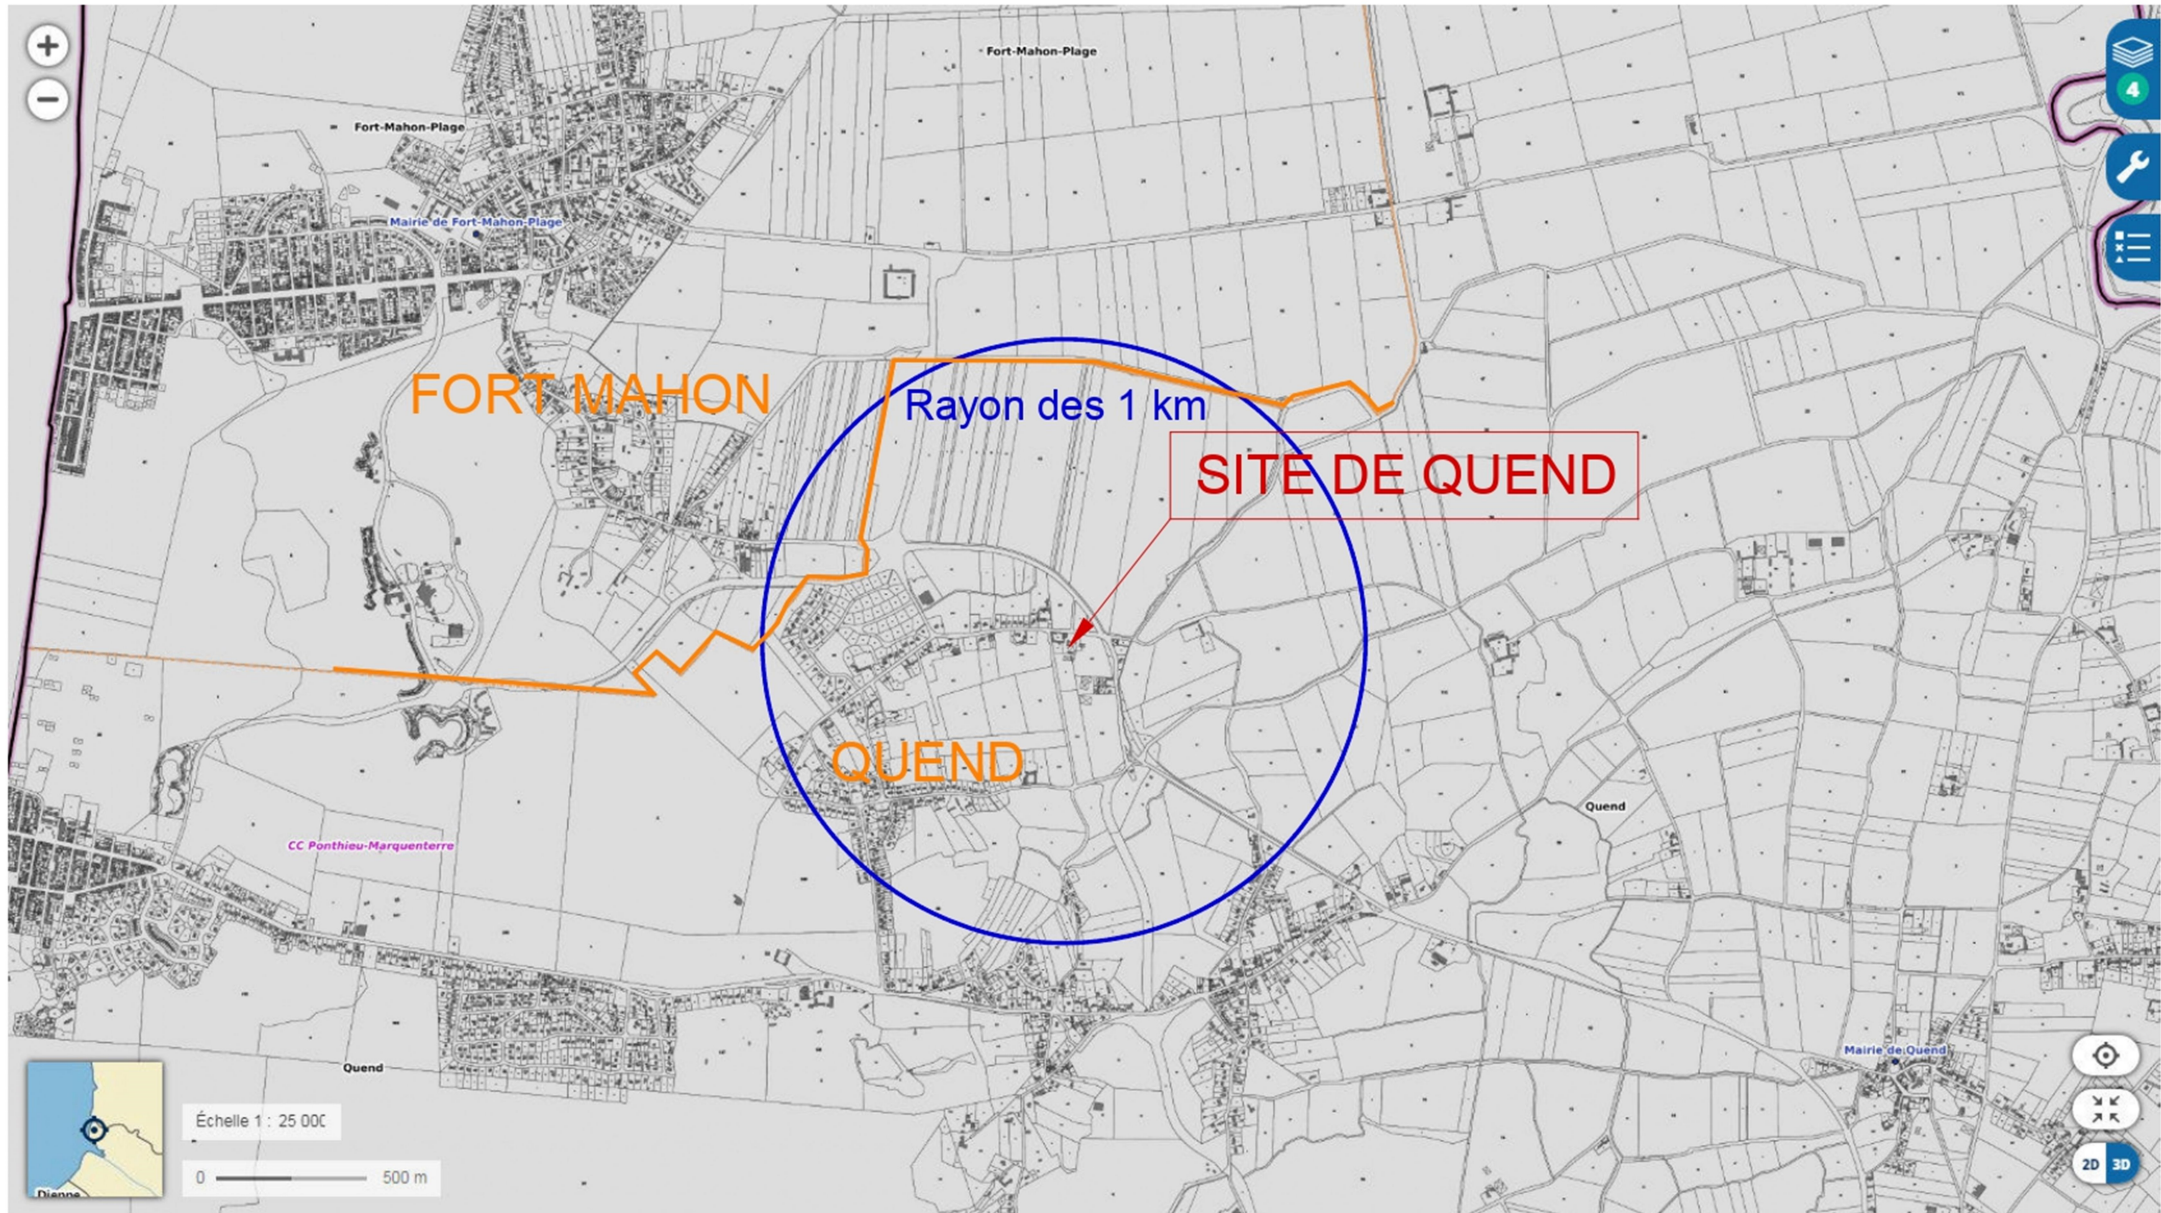 Fort-Mahon-Plage
4
Fort-Mahon-Plage
Mairie de Fort-Mahon-Plage
FORT MAHON
Rayon des 1 km
SITE DE QUEND
QUEND
Quend
CC Ponthieu-Marquenterre
Mairie de Quend
Quend
Échelle 1 : 25 000
0 500 m
2D 3D
Dieppe